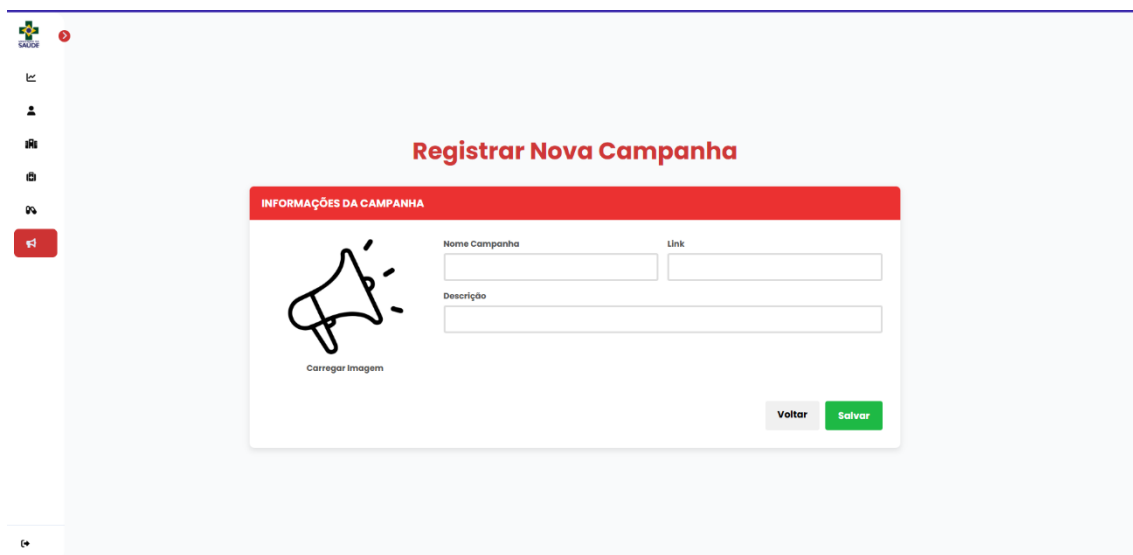 SAÚDE
Registrar Nova Campanha
INFORMAÇÕES DA CAMPANHA
Nome Campanha
Link
Descrição
Carregar Imagem
Voltar
Salvar